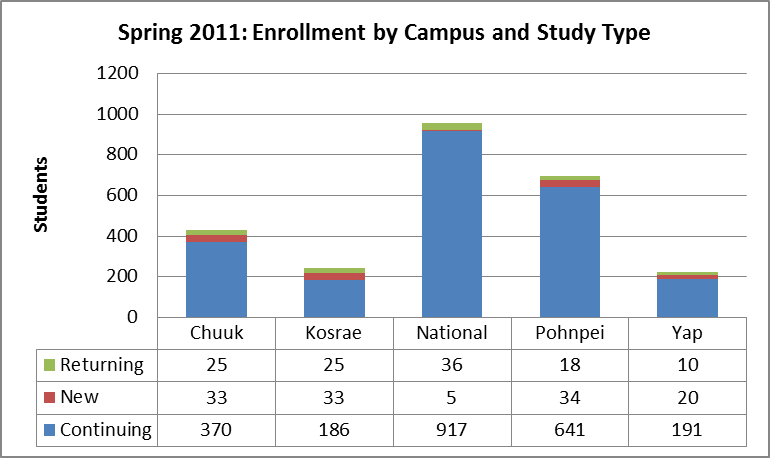 Spring 2011: Enrollment by Campus and Study Type
Students
1200
1000
800
600
400
200
0
Chuuk Kosrae National Pohnpei Yap
Returning 25 25 36 18 10
New 33 33 5 34 20
Continuing 370 186 917 641 191